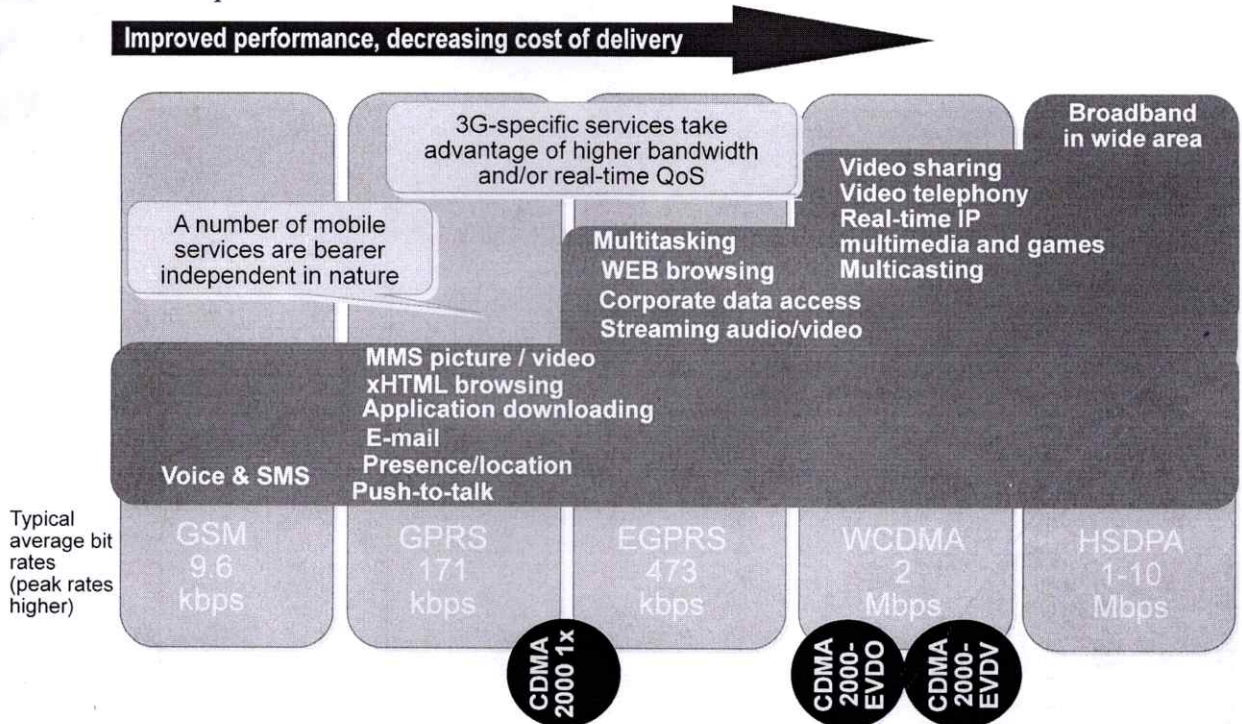 Improved performance, decreasing cost of delivery
Broadband
in wide area
3G-specific services take
advantage of higher bandwidth
and/or real-time QoS
Video sharing
Video telephony
Real-time IP
multimedia and games
Multicasting
A number of mobile
services are bearer
independent in nature
Multitasking
WEB browsing
Corporate data access
Streaming audio/video
MMS picture / video
xHTML browsing
Application downloading
E-mail
Presence/location
Push-to-talk
Voice & SMS
Typical
average bit
rates
(peak rates
higher)
GSM
9.6
kbps
GPRS
171
kbps
EGPRS
473
kbps
WCDMA
2
Mbps
HSDPA
1-10
Mbps
CDMA
2000 1x
CDMA
2000-
EVDO
CDMA
2000-
EVDV